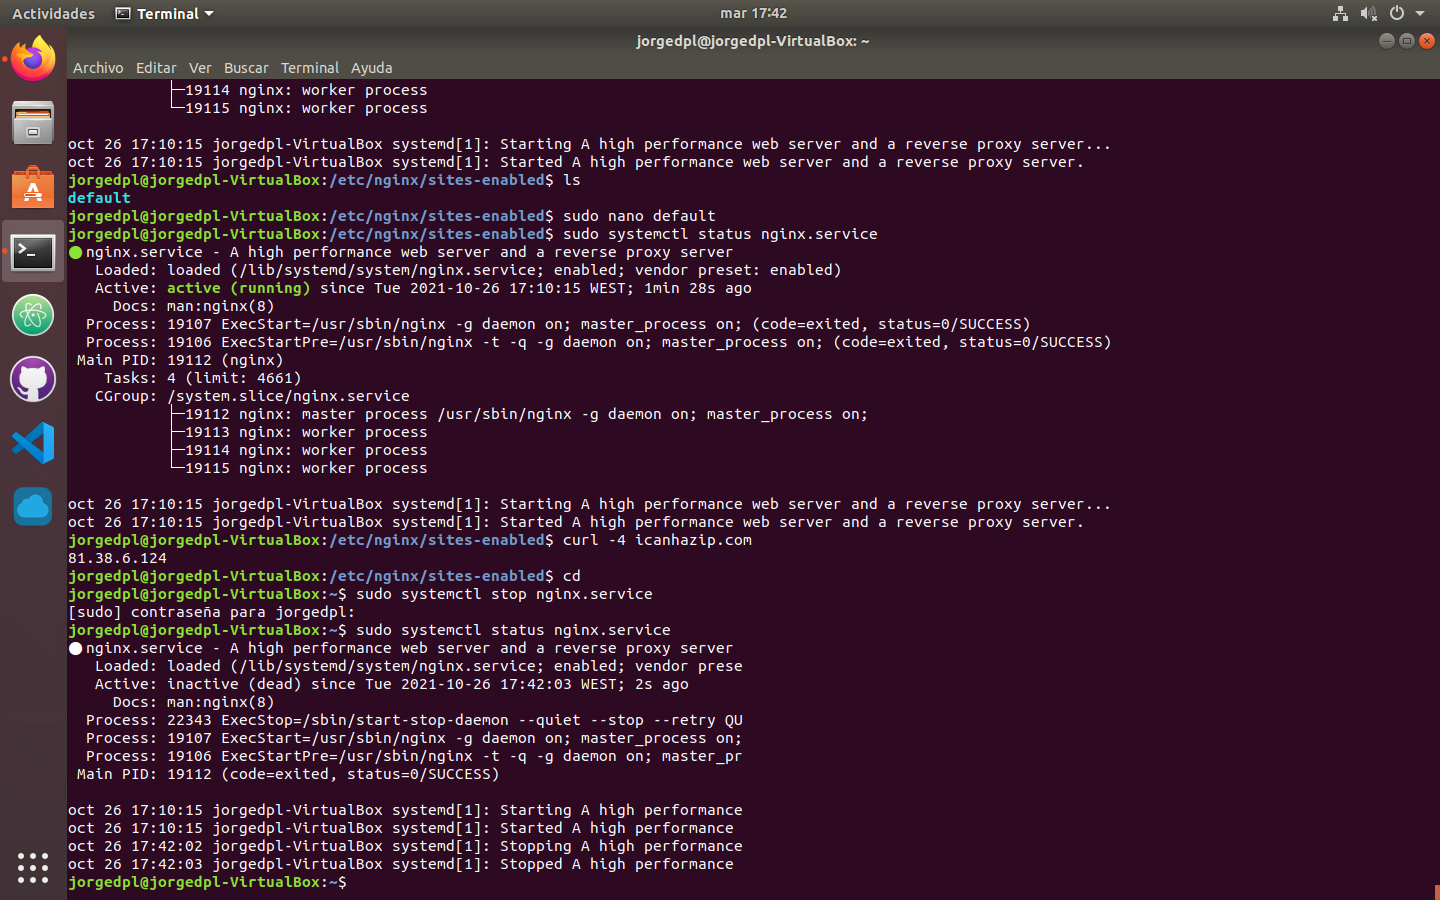 Actividades Terminal mar 17:42
jorgedpl@jorgedpl-VirtualBox: ~
Archivo Editar Ver Buscar Terminal Ayuda
├─19114 nginx: worker process
└─19115 nginx: worker process
oct 26 17:10:15 jorgedpl-VirtualBox systemd[1]: Starting A high performance web server and a reverse proxy server...
oct 26 17:10:15 jorgedpl-VirtualBox systemd[1]: Started A high performance web server and a reverse proxy server.
jorgedpl@jorgedpl-VirtualBox:/etc/nginx/sites-enabled$ ls
default
jorgedpl@jorgedpl-VirtualBox:/etc/nginx/sites-enabled$ sudo nano default
jorgedpl@jorgedpl-VirtualBox:/etc/nginx/sites-enabled$ sudo systemctl status nginx.service
● nginx.service - A high performance web server and a reverse proxy server
Loaded: loaded (/lib/systemd/system/nginx.service; enabled; vendor preset: enabled)
Active: active (running) since Tue 2021-10-26 17:10:15 WEST; 1min 28s ago
Docs: man:nginx(8)
Process: 19107 ExecStart=/usr/sbin/nginx -g daemon on; master_process on; (code=exited, status=0/SUCCESS)
Process: 19106 ExecStartPre=/usr/sbin/nginx -t -q -g daemon on; master_process on; (code=exited, status=0/SUCCESS)
Main PID: 19112 (nginx)
Tasks: 4 (limit: 4661)
CGroup: /system.slice/nginx.service
├─19112 nginx: master process /usr/sbin/nginx -g daemon on; master_process on;
├─19113 nginx: worker process
├─19114 nginx: worker process
└─19115 nginx: worker process
oct 26 17:10:15 jorgedpl-VirtualBox systemd[1]: Starting A high performance web server and a reverse proxy server...
oct 26 17:10:15 jorgedpl-VirtualBox systemd[1]: Started A high performance web server and a reverse proxy server.
jorgedpl@jorgedpl-VirtualBox:/etc/nginx/sites-enabled$ curl -4 icanhazip.com
81.38.6.124
jorgedpl@jorgedpl-VirtualBox:/etc/nginx/sites-enabled$ cd
jorgedpl@jorgedpl-VirtualBox:~$ sudo systemctl stop nginx.service
[sudo] contraseña para jorgedpl:
jorgedpl@jorgedpl-VirtualBox:~$ sudo systemctl status nginx.service
● nginx.service - A high performance web server and a reverse proxy server
Loaded: loaded (/lib/systemd/system/nginx.service; enabled; vendor prese
Active: inactive (dead) since Tue 2021-10-26 17:42:03 WEST; 2s ago
Docs: man:nginx(8)
Process: 22343 ExecStop=/sbin/start-stop-daemon --quiet --stop --retry QU
Process: 19107 ExecStart=/usr/sbin/nginx -g daemon on; master_process on;
Process: 19106 ExecStartPre=/usr/sbin/nginx -t -q -g daemon on; master_pr
Main PID: 19112 (code=exited, status=0/SUCCESS)
oct 26 17:10:15 jorgedpl-VirtualBox systemd[1]: Starting A high performance
oct 26 17:10:15 jorgedpl-VirtualBox systemd[1]: Started A high performance
oct 26 17:42:02 jorgedpl-VirtualBox systemd[1]: Stopping A high performance
oct 26 17:42:03 jorgedpl-VirtualBox systemd[1]: Stopped A high performance
jorgedpl@jorgedpl-VirtualBox:~$